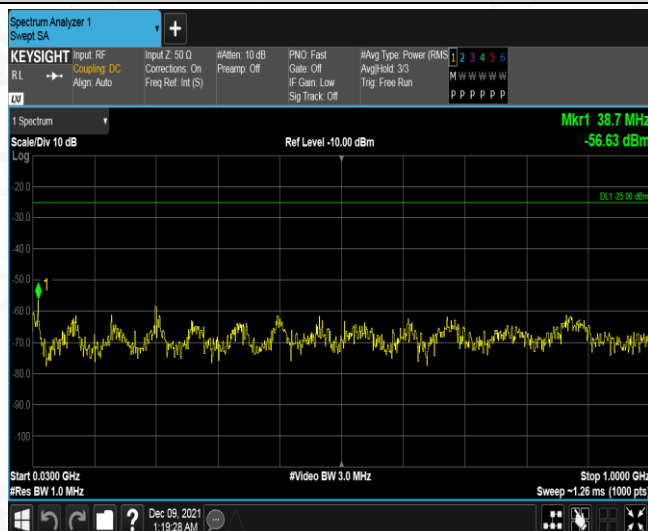 Spectrum Analyzer 1
Swept SA
+
KEYSIGHT
RL
LXI
Input: RF
Coupling: DC
Align: Auto
Input Z: 50 Ω
Corrections: On
Freq Ref: Int (S)
#Atten: 10 dB
Preamp: Off
PNO: Fast
Gate: Off
IF Gain: Low
Sig Track: Off
#Avg Type: Power (RMS
Avg|Hold: 3/3
Trig: Free Run
1 2 3 4 5 6
M W W W W W
P P P P P P
1 Spectrum
Mkr1 38.7 MHz
-56.63 dBm
Scale/Div 10 dB
Ref Level -10.00 dBm
Log
DL1 -25.00 dBm
-20.0
-30.0
-40.0
-50.0
1
-60.0
-70.0
-80.0
-90.0
-100
Start 0.0300 GHz
#Video BW 3.0 MHz
Stop 1.0000 GHz
#Res BW 1.0 MHz
Sweep ~1.26 ms (1000 pts)
?
Dec 09, 2021
1:19:28 AM